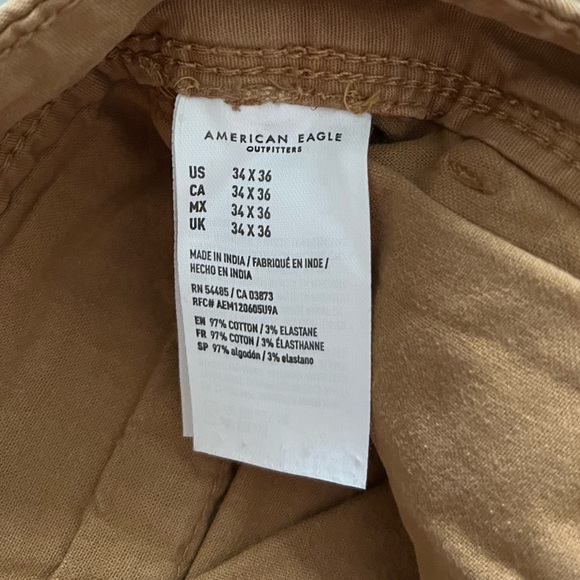 AMERICAN EAGLE
OUTFITTERS
US 34 X 36
CA 34 X 36
MX 34 X 36
UK 34 X 36
MADE IN INDIA / FABRIQUÉ EN INDE /
HECHO EN INDIA
RN 54485 / CA 03873
RFC# AEM120605U9A
EN 97% COTTON / 3% ELASTANE
FR 97% COTON / 3% ÉLASTHANNE
SP 97% algodón / 3% elastano